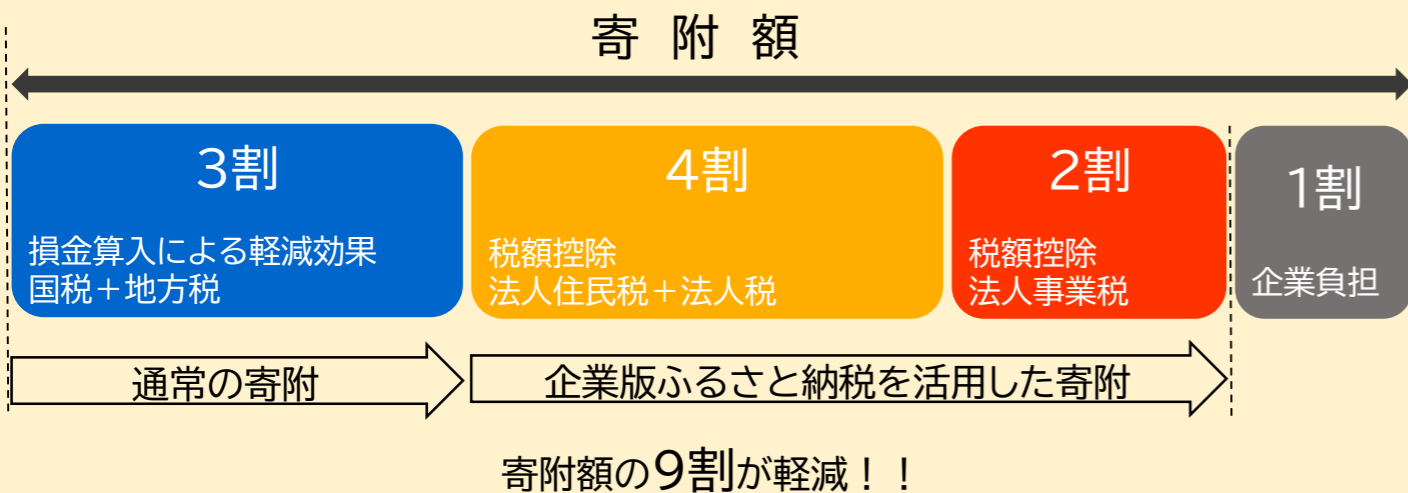 寄附額
3割
損金算入による軽減効果
国税＋地方税
4割
税額控除
法人住民税＋法人税
2割
税額控除
法人事業税
1割
企業負担
通常の寄附
企業版ふるさと納税を活用した寄附
寄附額の9割が軽減！！